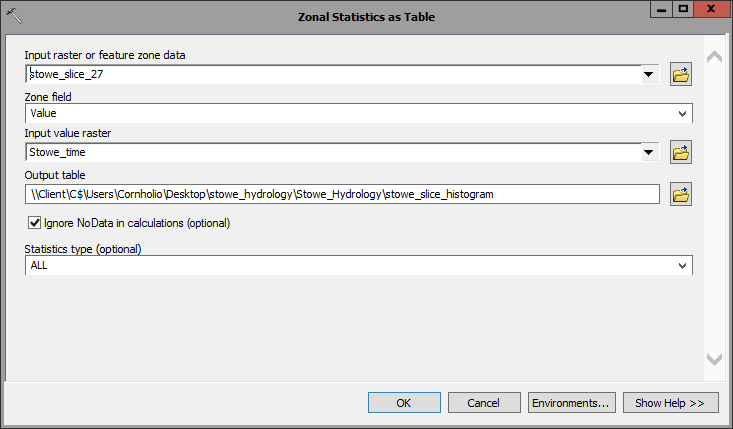 Zonal Statistics as Table
Input raster or feature zone data
stowe_slice_27
Zone field
Value
Input value raster
Stowe_time
Output table
\\Client\C$\Users\Cornholio\Desktop\stowe_hydrology\Stowe_Hydrology\stowe_slice_histogram
Ignore NoData in calculations (optional)
Statistics type (optional)
ALL
OK Cancel Environments... Show Help >>